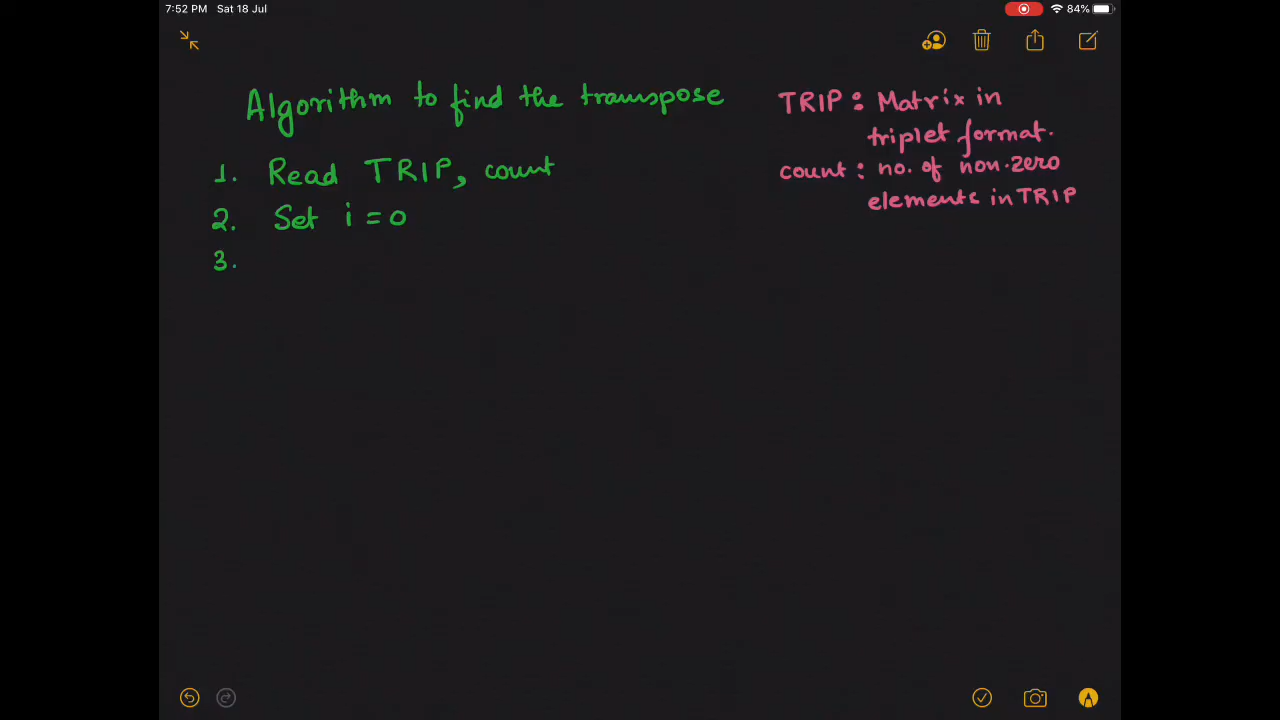 7:52 PM Sat 18 Jul
84%
Algorithm to find the transpose
1. Read TRIP, count
2. Set i = 0
3.
TRIP : Matrix in
triplet format.
count : no. of non-zero
elements in TRIP